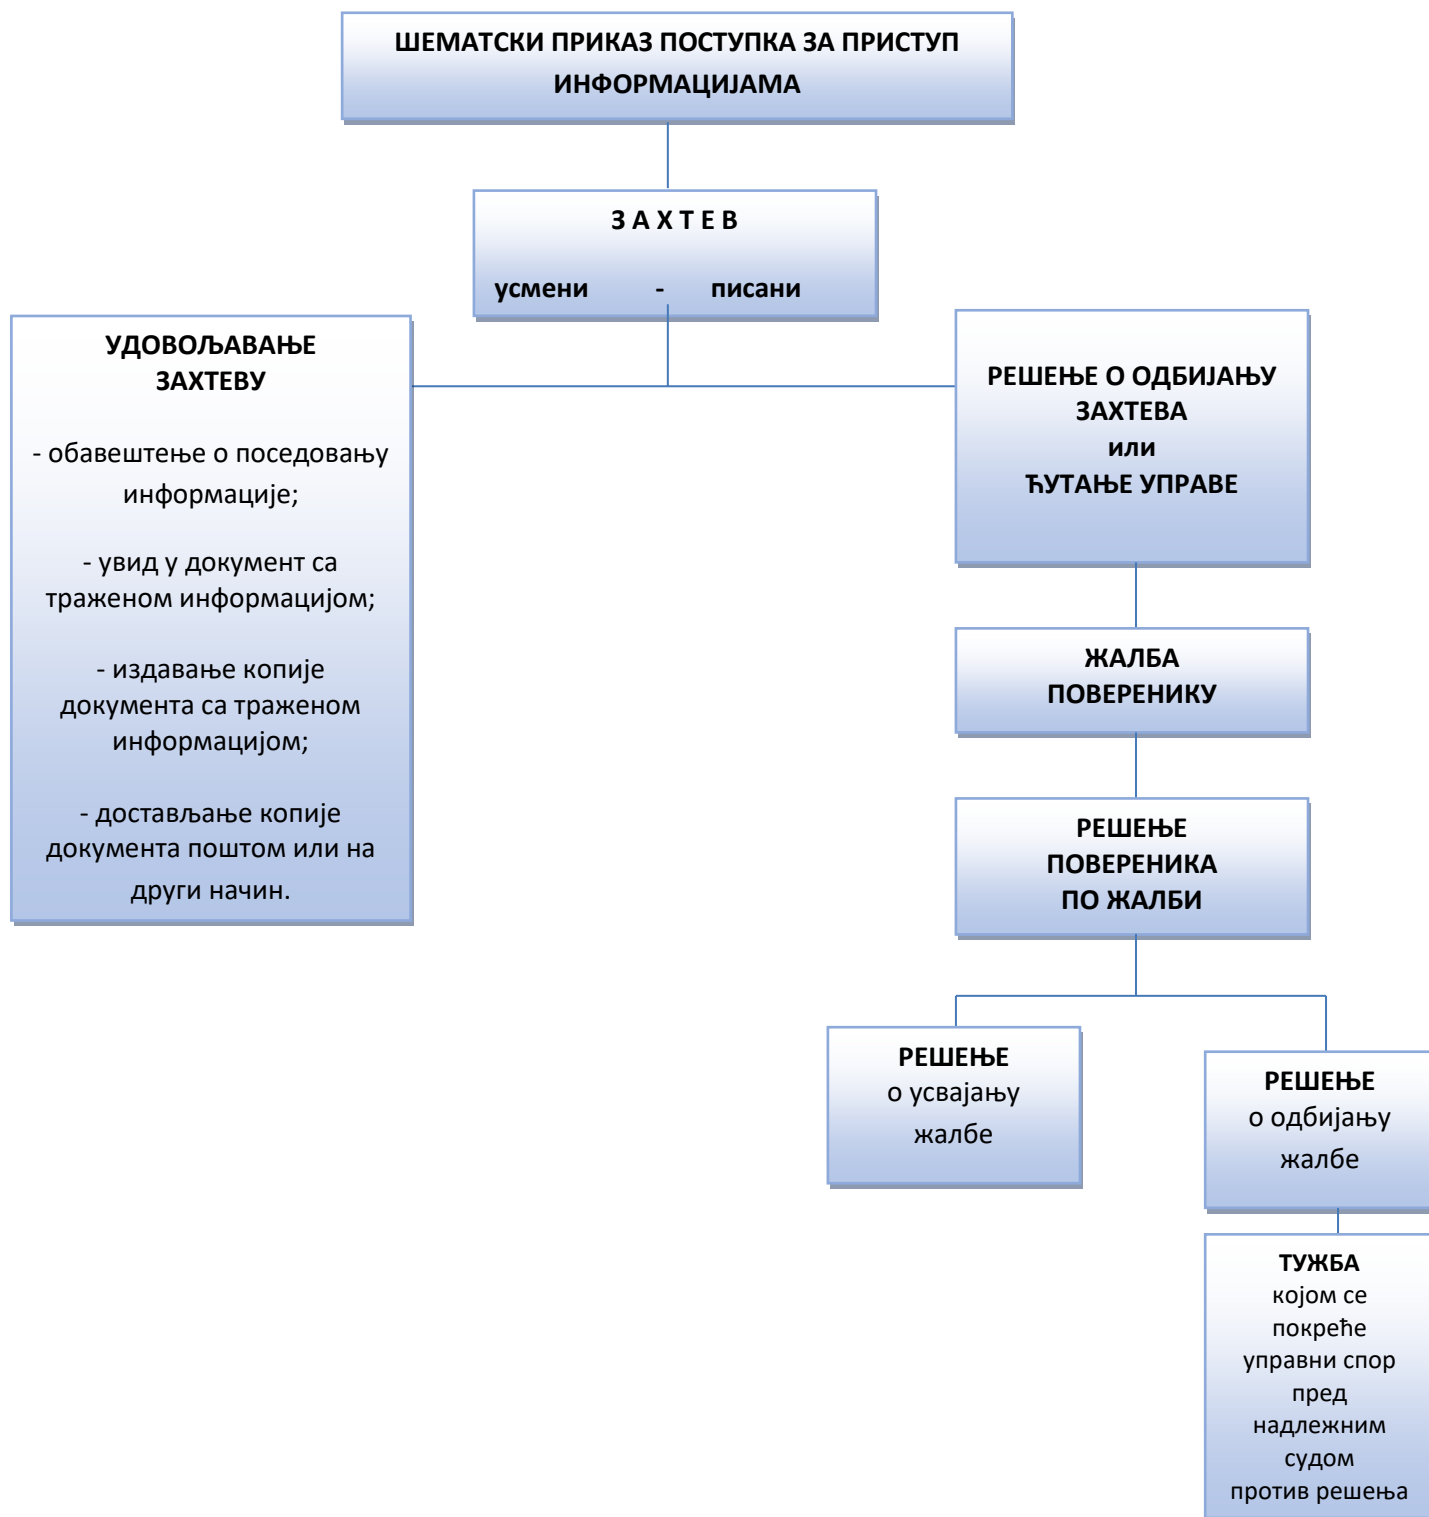 ШЕМАТСКИ ПРИКАЗ ПОСТУПКА ЗА ПРИСТУП
ИНФОРМАЦИЈАМА
З А Х Т Е В
усмени - писани
УДОВОЉАВАЊЕ
ЗАХТЕВУ
- обавештење о поседовању
информације;
- увид у документ са
траженом информацијом;
- издавање копије
документа са траженом
информацијом;
- достављање копије
документа поштом или на
други начин.
РЕШЕЊЕ О ОДБИЈАЊУ
ЗАХТЕВА
или
ЋУТАЊЕ УПРАВЕ
ЖАЛБА
ПОВЕРЕНИКУ
РЕШЕЊЕ
ПОВЕРЕНИКА
ПО ЖАЛБИ
РЕШЕЊЕ
о усвајању
жалбе
РЕШЕЊЕ
о одбијању
жалбе
ТУЖБА
којом се
покреће
управни спор
пред
надлежним
судом
против решења